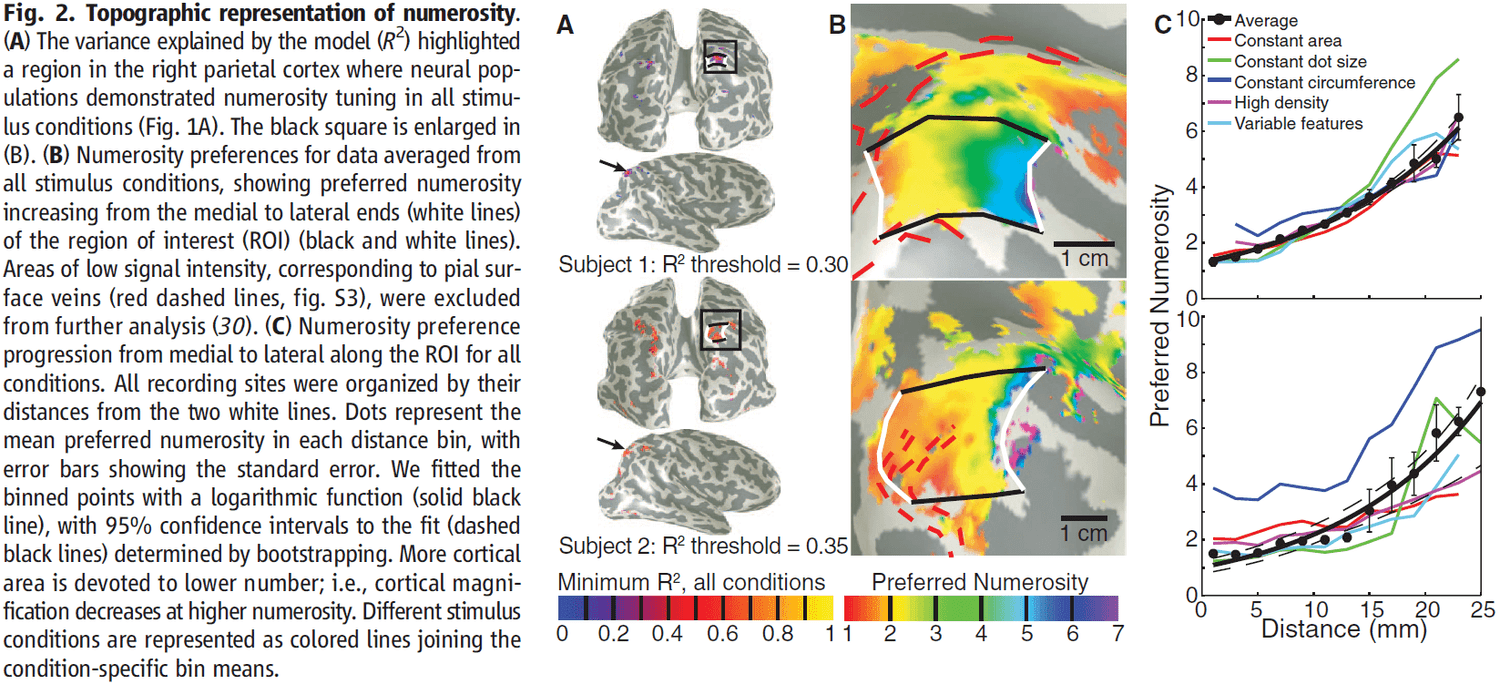 Fig. 2. Topographic representation of numerosity.
(A) The variance explained by the model (R²) highlighted
a region in the right parietal cortex where neural pop-
ulations demonstrated numerosity tuning in all stimu-
lus conditions (Fig. 1A). The black square is enlarged in
(B). (B) Numerosity preferences for data averaged from
all stimulus conditions, showing preferred numerosity
increasing from the medial to lateral ends (white lines)
of the region of interest (ROI) (black and white lines).
Areas of low signal intensity, corresponding to pial sur-
face veins (red dashed lines, fig. S3), were excluded
from further analysis (30). (C) Numerosity preference
progression from medial to lateral along the ROI for all
conditions. All recording sites were organized by their
distances from the two white lines. Dots represent the
mean preferred numerosity in each distance bin, with
error bars showing the standard error. We fitted the
binned points with a logarithmic function (solid black
line), with 95% confidence intervals to the fit (dashed
black lines) determined by bootstrapping. More cortical
area is devoted to lower number; i.e., cortical magni-
fication decreases at higher numerosity. Different stimulus
conditions are represented as colored lines joining the
condition-specific bin means.
A
Subject 1: R² threshold = 0.30
Subject 2: R² threshold = 0.35
Minimum R², all conditions
0 0.2 0.4 0.6 0.8 1
B
1 cm
1 cm
Preferred Numerosity
1 2 3 4 5 6 7
C
Average
Constant area
Constant dot size
Constant circumference
High density
Variable features
Preferred Numerosity
10
8
6
4
2
0
10
8
6
4
2
0
0 5 10 15 20 25
Distance (mm)